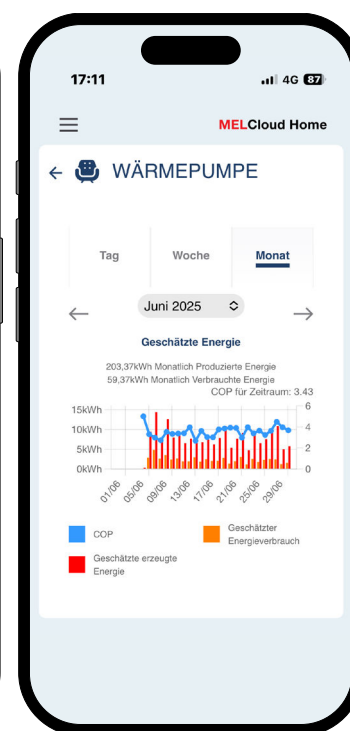 17:11
4G 87
MELCloud Home
WÄRMEPUMPE
Tag Woche Monat
Juni 2025
Geschätzte Energie
203,37kWh Monatlich Produzierte Energie
59,37kWh Monatlich Verbrauchte Energie
COP für Zeitraum: 3.43
15kWh 6
10kWh 4
5kWh 2
0kWh 0
01/06 05/06 09/06 13/06 17/06 21/06 25/06 29/06
COP
Geschätzter
Energieverbrauch
Geschätzte erzeugte
Energie